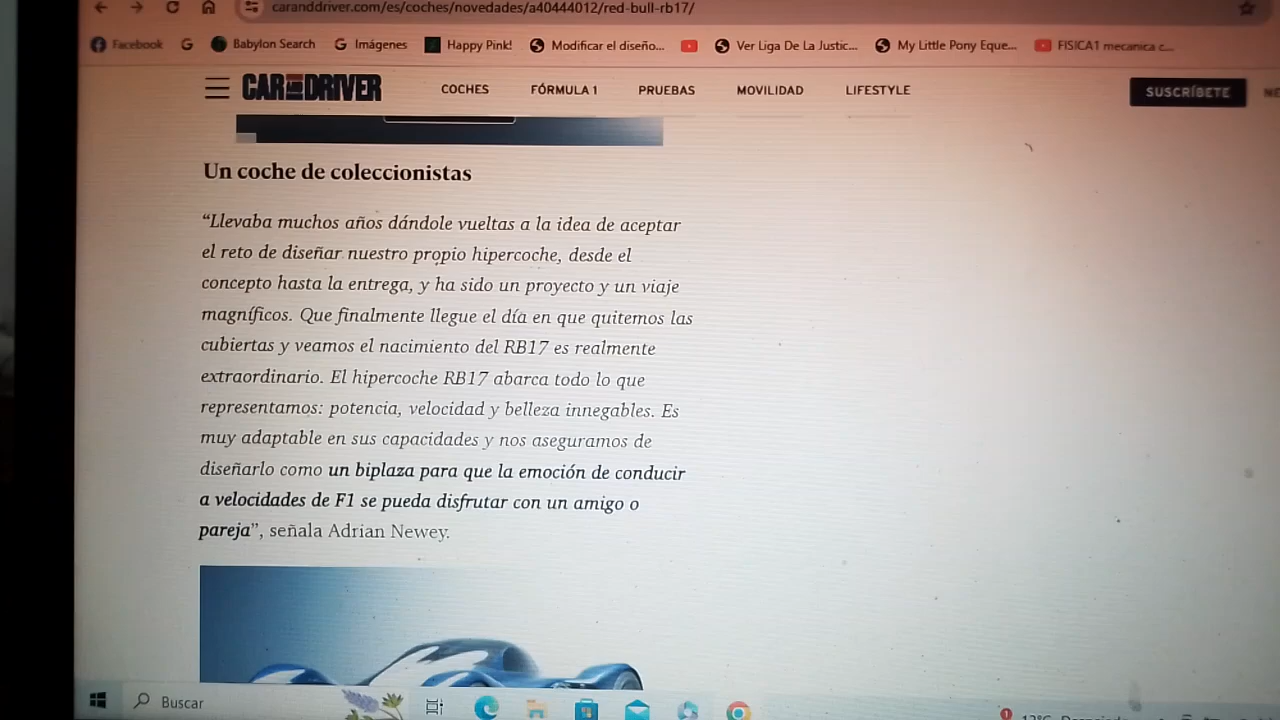 caranddriver.com/es/coches/novedades/a40444012/red-bull-rb17/
Facebook
Babylon Search
Imágenes
Happy Pink!
Modificar el diseño...
Ver Liga De La Justic...
My Little Pony Eque...
FISICA1 mecanica c...
CAR AND DRIVER
COCHES
FÓRMULA 1
PRUEBAS
MOVILIDAD
LIFESTYLE
SUSCRÍBETE
NE
Un coche de coleccionistas
“Llevaba muchos años dándole vueltas a la idea de aceptar
el reto de diseñar nuestro propio hipercoche, desde el
concepto hasta la entrega, y ha sido un proyecto y un viaje
magníficos. Que finalmente llegue el día en que quitemos las
cubiertas y veamos el nacimiento del RB17 es realmente
extraordinario. El hipercoche RB17 abarca todo lo que
representamos: potencia, velocidad y belleza innegables. Es
muy adaptable en sus capacidades y nos aseguramos de
diseñarlo como un biplaza para que la emoción de conducir
a velocidades de F1 se pueda disfrutar con un amigo o
pareja”, señala Adrian Newey.
Buscar